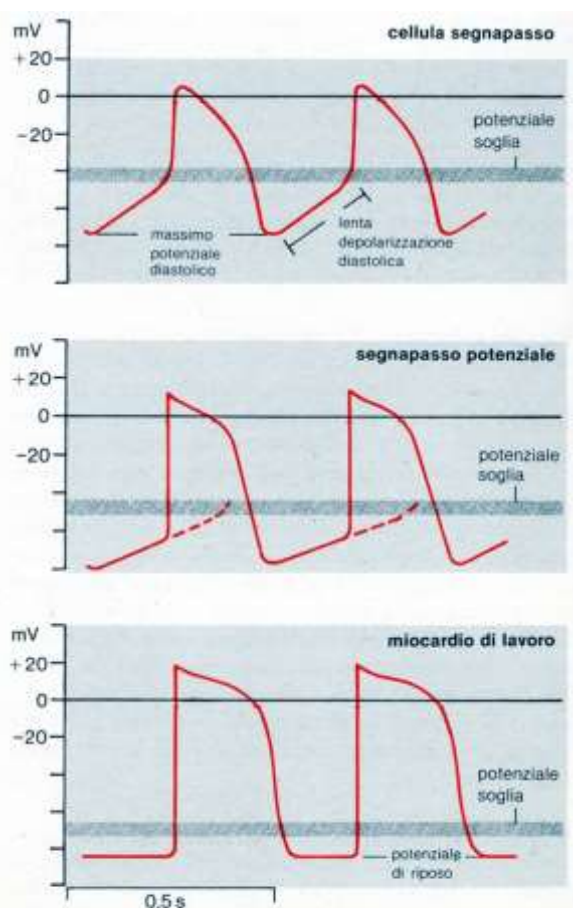 mV
cellula segnapasso
+20
0
-20
potenziale
soglia
massimo
potenziale
diastolico
lenta
depolarizzazione
diastolica
mV
segnapasso potenziale
+20
0
-20
potenziale
soglia
mV
miocardio di lavoro
+20
0
-20
potenziale
soglia
potenziale
di riposo
0.5 s